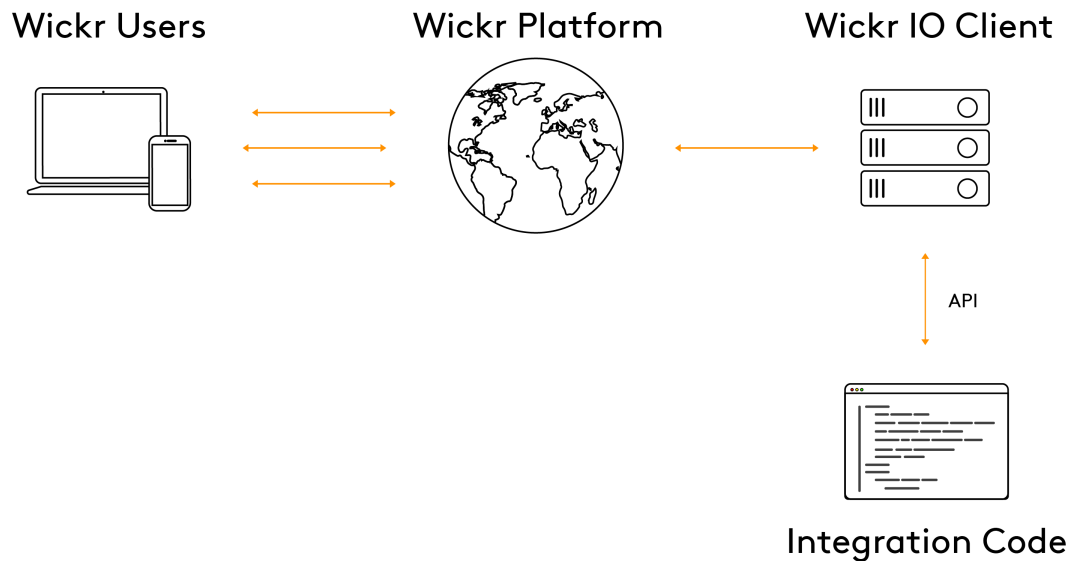 Wickr Users
Wickr Platform
Wickr IO Client
API
Integration Code